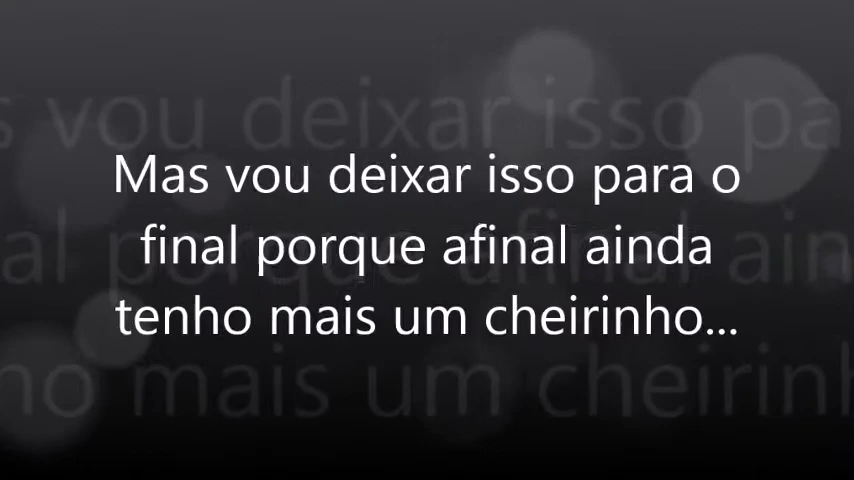 Mas vou deixar isso para o
final porque afinal ainda
tenho mais um cheirinho...